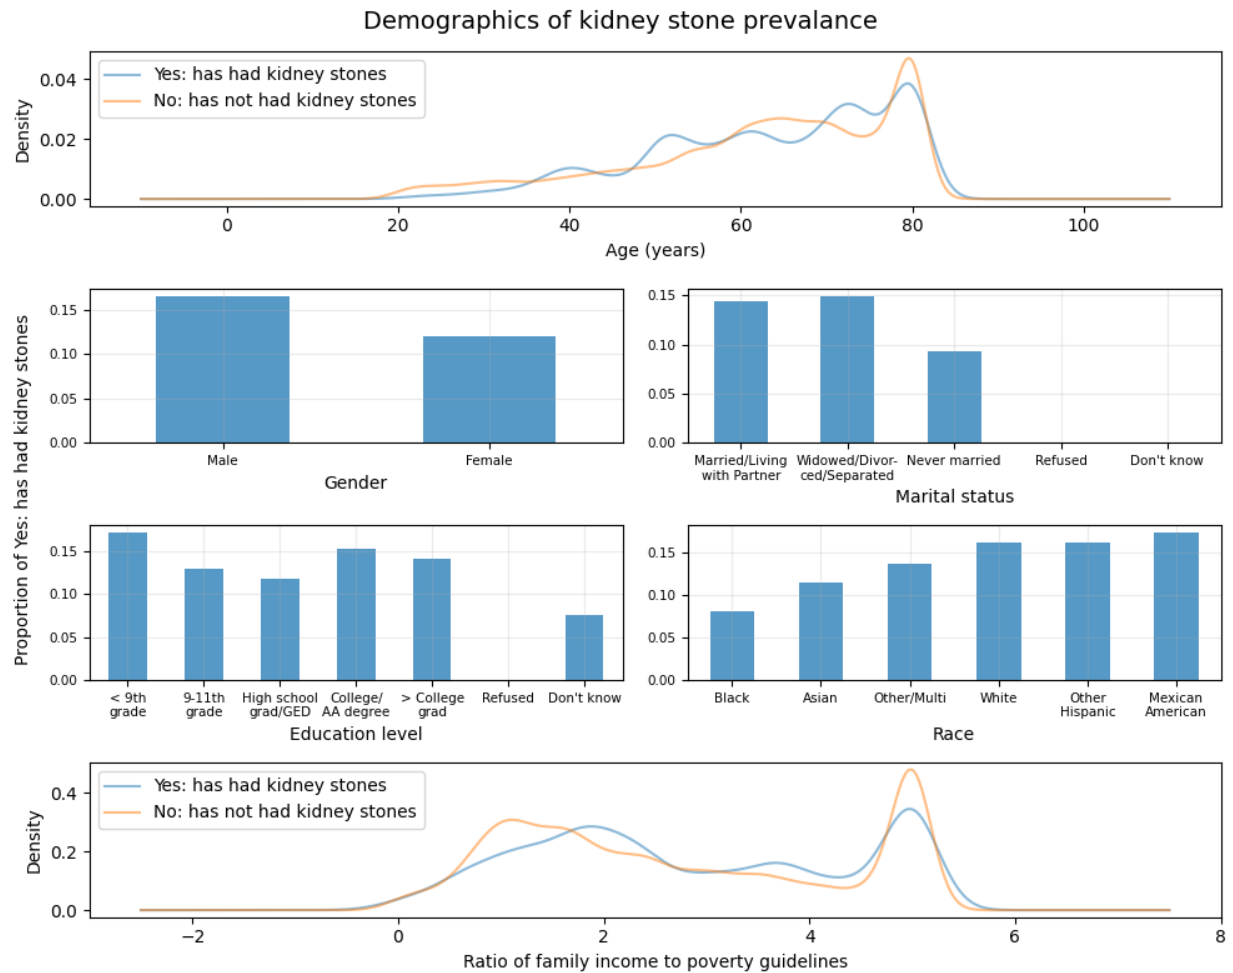 Demographics of kidney stone prevalance
Yes: has had kidney stones
No: has not had kidney stones
Density
0.04
0.02
0.00
0
20
40
60
80
100
Age (years)
Proportion of Yes: has had kidney stones
0.15
0.10
0.05
0.00
Male
Female
Gender
0.15
0.10
0.05
0.00
Married/Living
with Partner
Widowed/Divor-
ced/Separated
Never married
Refused
Don't know
Marital status
0.15
0.10
0.05
0.00
< 9th
grade
9-11th
grade
High school
grad/GED
College/
AA degree
> College
grad
Refused
Don't know
Education level
0.15
0.10
0.05
0.00
Black
Asian
Other/Multi
White
Other
Hispanic
Mexican
American
Race
Yes: has had kidney stones
No: has not had kidney stones
Density
0.4
0.2
0.0
−2
0
2
4
6
8
Ratio of family income to poverty guidelines